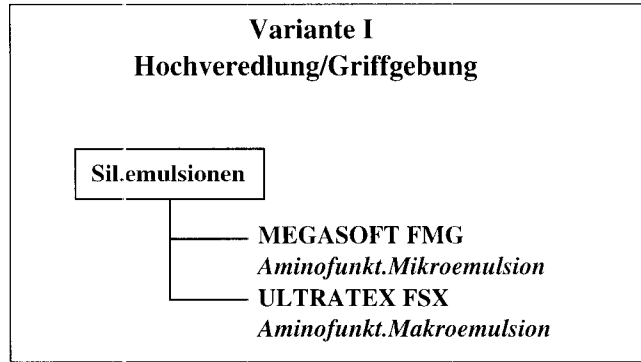 Variante I
Hochveredlung/Griffgebung
Sil.emulsionen
MEGASOFT FMG
Aminofunkt.Mikroemulsion
ULTRATEX FSX
Aminofunkt.Makroemulsion